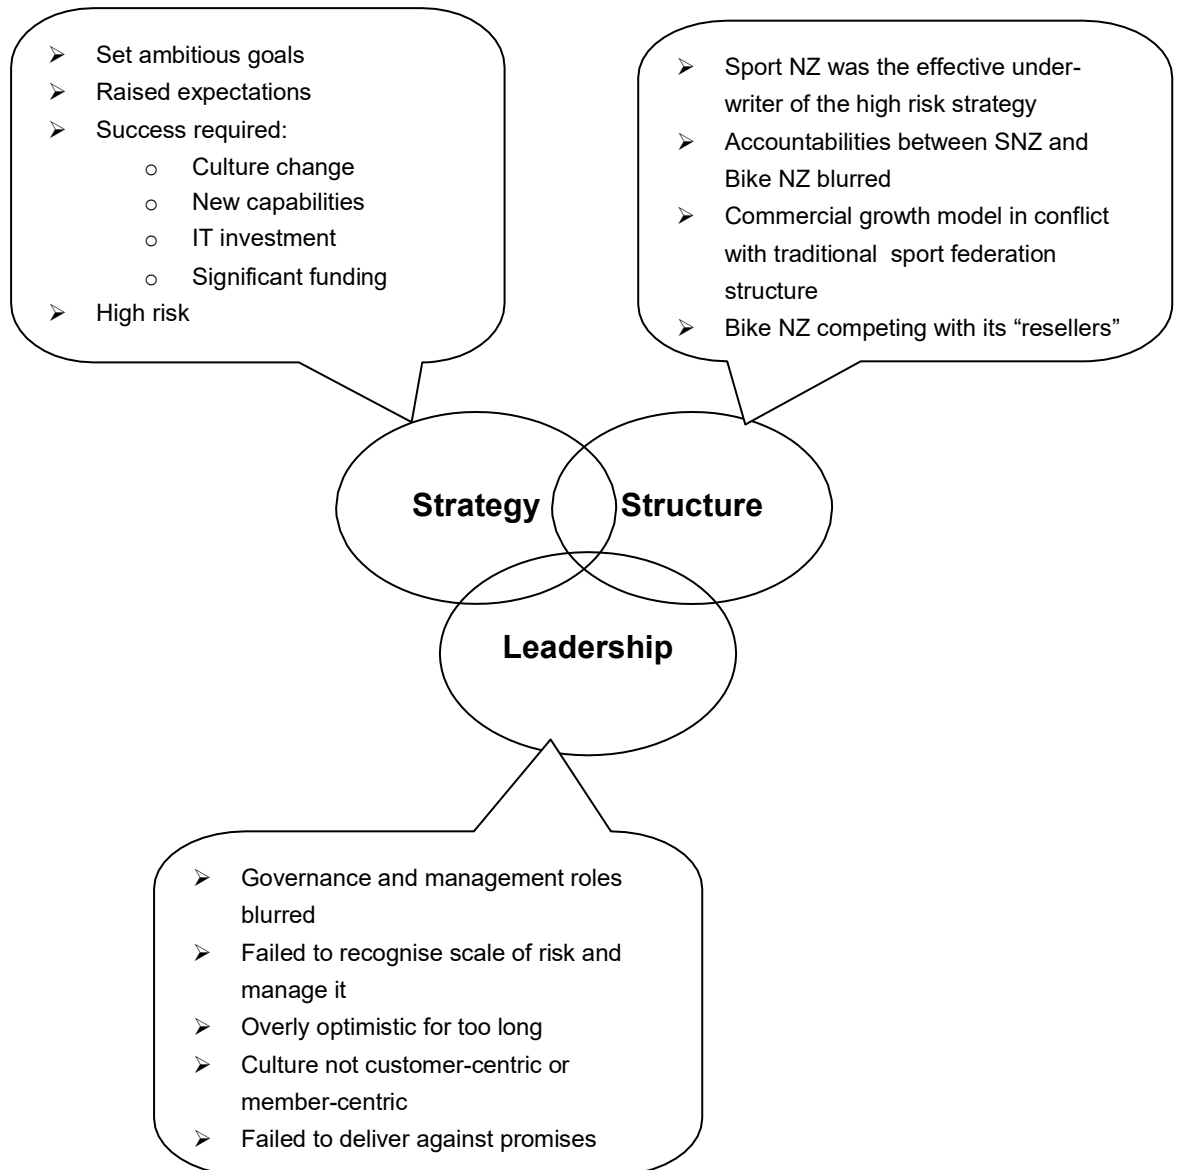 ➢ Set ambitious goals
➢ Raised expectations
➢ Success required:
o Culture change
o New capabilities
o IT investment
o Significant funding
➢ High risk
➢ Sport NZ was the effective under-
writer of the high risk strategy
➢ Accountabilities between SNZ and
Bike NZ blurred
➢ Commercial growth model in conflict
with traditional sport federation
structure
➢ Bike NZ competing with its “resellers”
Strategy
Structure
Leadership
➢ Governance and management roles
blurred
➢ Failed to recognise scale of risk and
manage it
➢ Overly optimistic for too long
➢ Culture not customer-centric or
member-centric
➢ Failed to deliver against promises